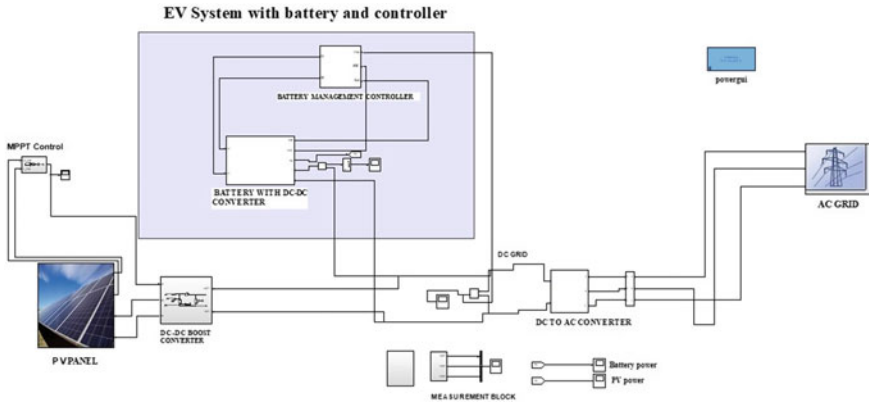 EV System with battery and controller
powergui
BATTERY MANAGEMENT CONTROLLER
MPPT Control
BATTERY WITH DC-DC
CONVERTER
AC GRID
DC GRID
DC TO AC CONVERTER
DC-DC BOOST
CONVERTER
PV PANEL
Battery power
PV power
MEASUREMENT BLOCK